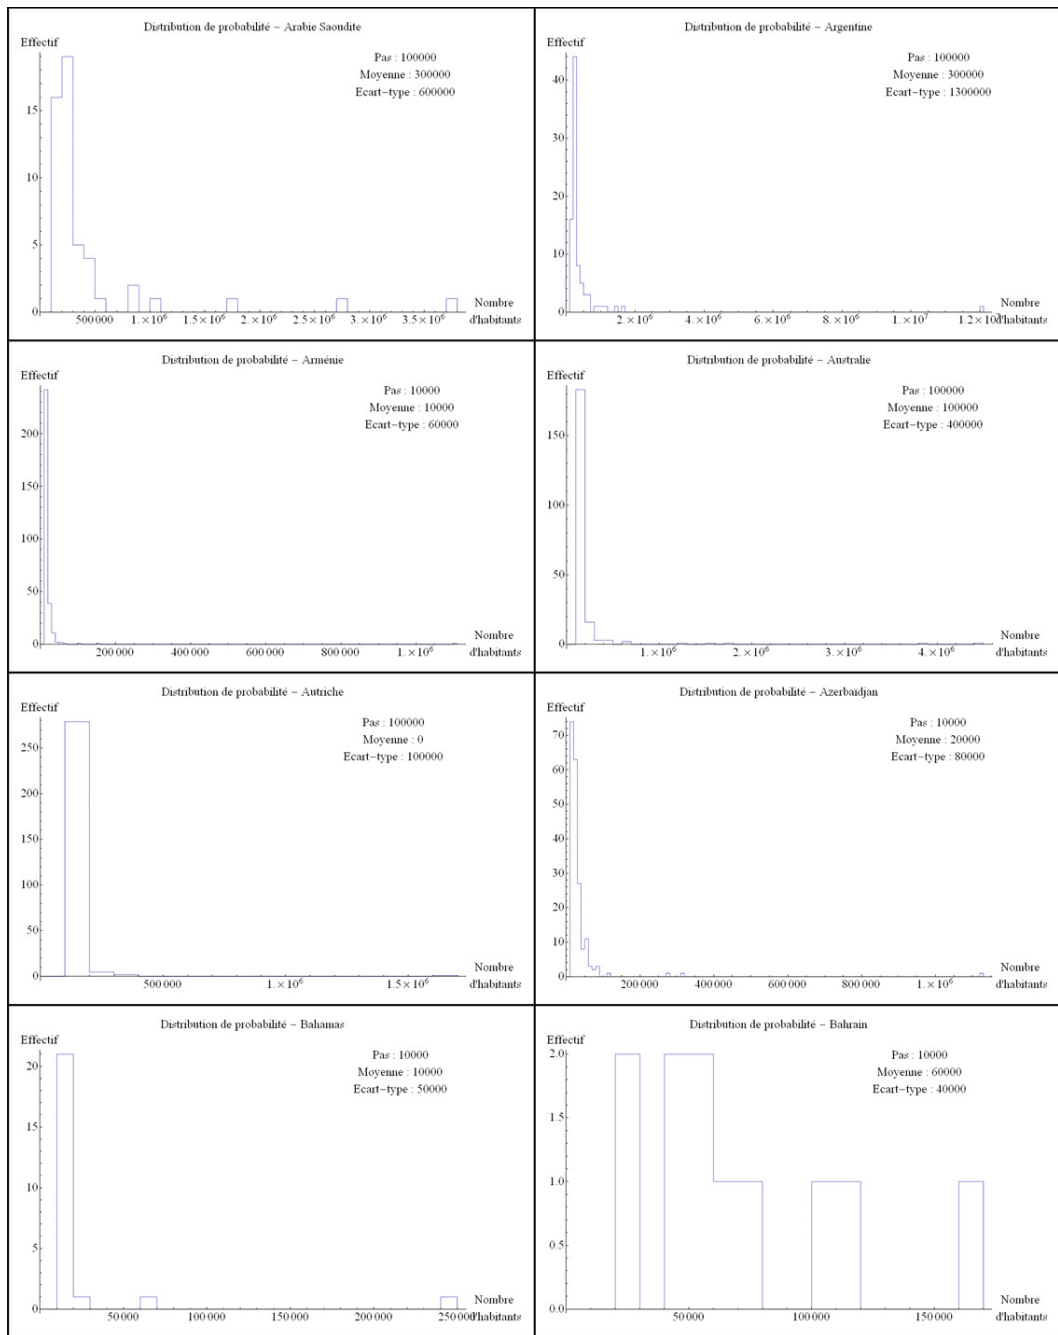 Distribution de probabilité − Arabie Saoudite
Effectif
Pas : 100000
Moyenne : 300000
Ecart−type : 600000
15
10
5
0
500000 1.×10⁶ 1.5×10⁶ 2.×10⁶ 2.5×10⁶ 3.×10⁶ 3.5×10⁶
Nombre
d'habitants
Distribution de probabilité − Argentine
Effectif
Pas : 100000
Moyenne : 300000
Ecart−type : 1300000
40
30
20
10
0
2.×10⁶ 4.×10⁶ 6.×10⁶ 8.×10⁶ 1.×10⁷ 1.2×10
Nombre
d'habitants
Distribution de probabilité − Arménie
Effectif
Pas : 10000
Moyenne : 10000
Ecart−type : 60000
200
150
100
50
0
200000 400000 600000 800000 1.×10⁶
Nombre
d'habitants
Distribution de probabilité − Australie
Effectif
Pas : 100000
Moyenne : 100000
Ecart−type : 400000
150
100
50
0
1.×10⁶ 2.×10⁶ 3.×10⁶ 4.×10⁶
Nombre
d'habitants
Distribution de probabilité − Autriche
Effectif
Pas : 100000
Moyenne : 0
Ecart−type : 100000
250
200
150
100
50
0
500000 1.×10⁶ 1.5×10⁶
Nombre
d'habitants
Distribution de probabilité − Azerbaïdjan
Effectif
Pas : 10000
Moyenne : 20000
Ecart−type : 80000
70
60
50
40
30
20
10
0
200000 400000 600000 800000 1.×10⁶
Nombre
d'habitants
Distribution de probabilité − Bahamas
Effectif
Pas : 10000
Moyenne : 10000
Ecart−type : 50000
20
15
10
5
0
50000 100000 150000 200000 250000
Nombre
d'habitants
Distribution de probabilité − Bahrain
Effectif
Pas : 10000
Moyenne : 60000
Ecart−type : 40000
2.0
1.5
1.0
0.5
0.0
50000 100000 150000
Nombre
d'habitants